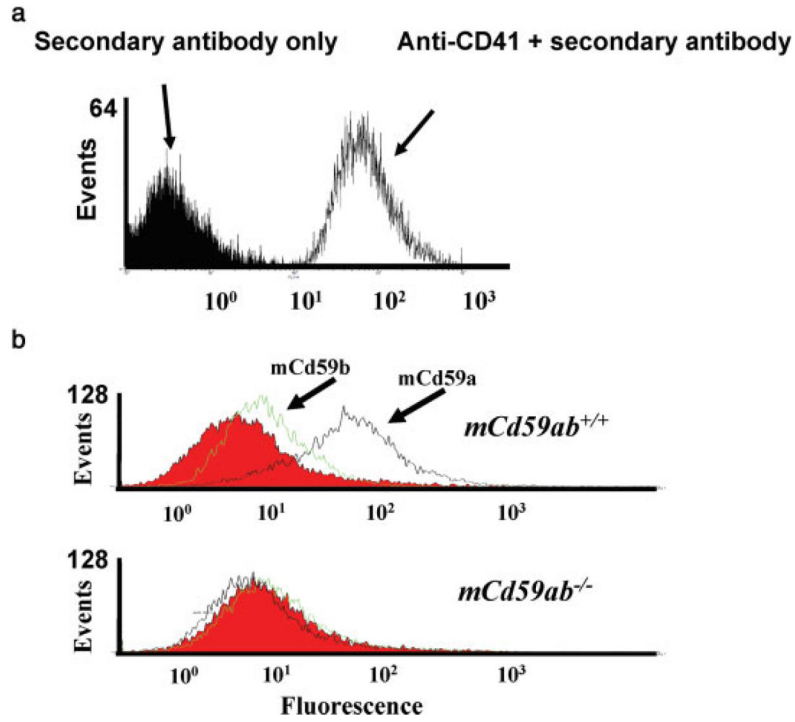 a
Secondary antibody only
Anti-CD41 + secondary antibody
64
Events
10⁰ 10¹ 10² 10³
b
128
mCd59b
mCd59a
mCd59ab+/+
Events
10⁰ 10¹ 10² 10³
128
mCd59ab-/-
Events
10⁰ 10¹ 10² 10³
Fluorescence